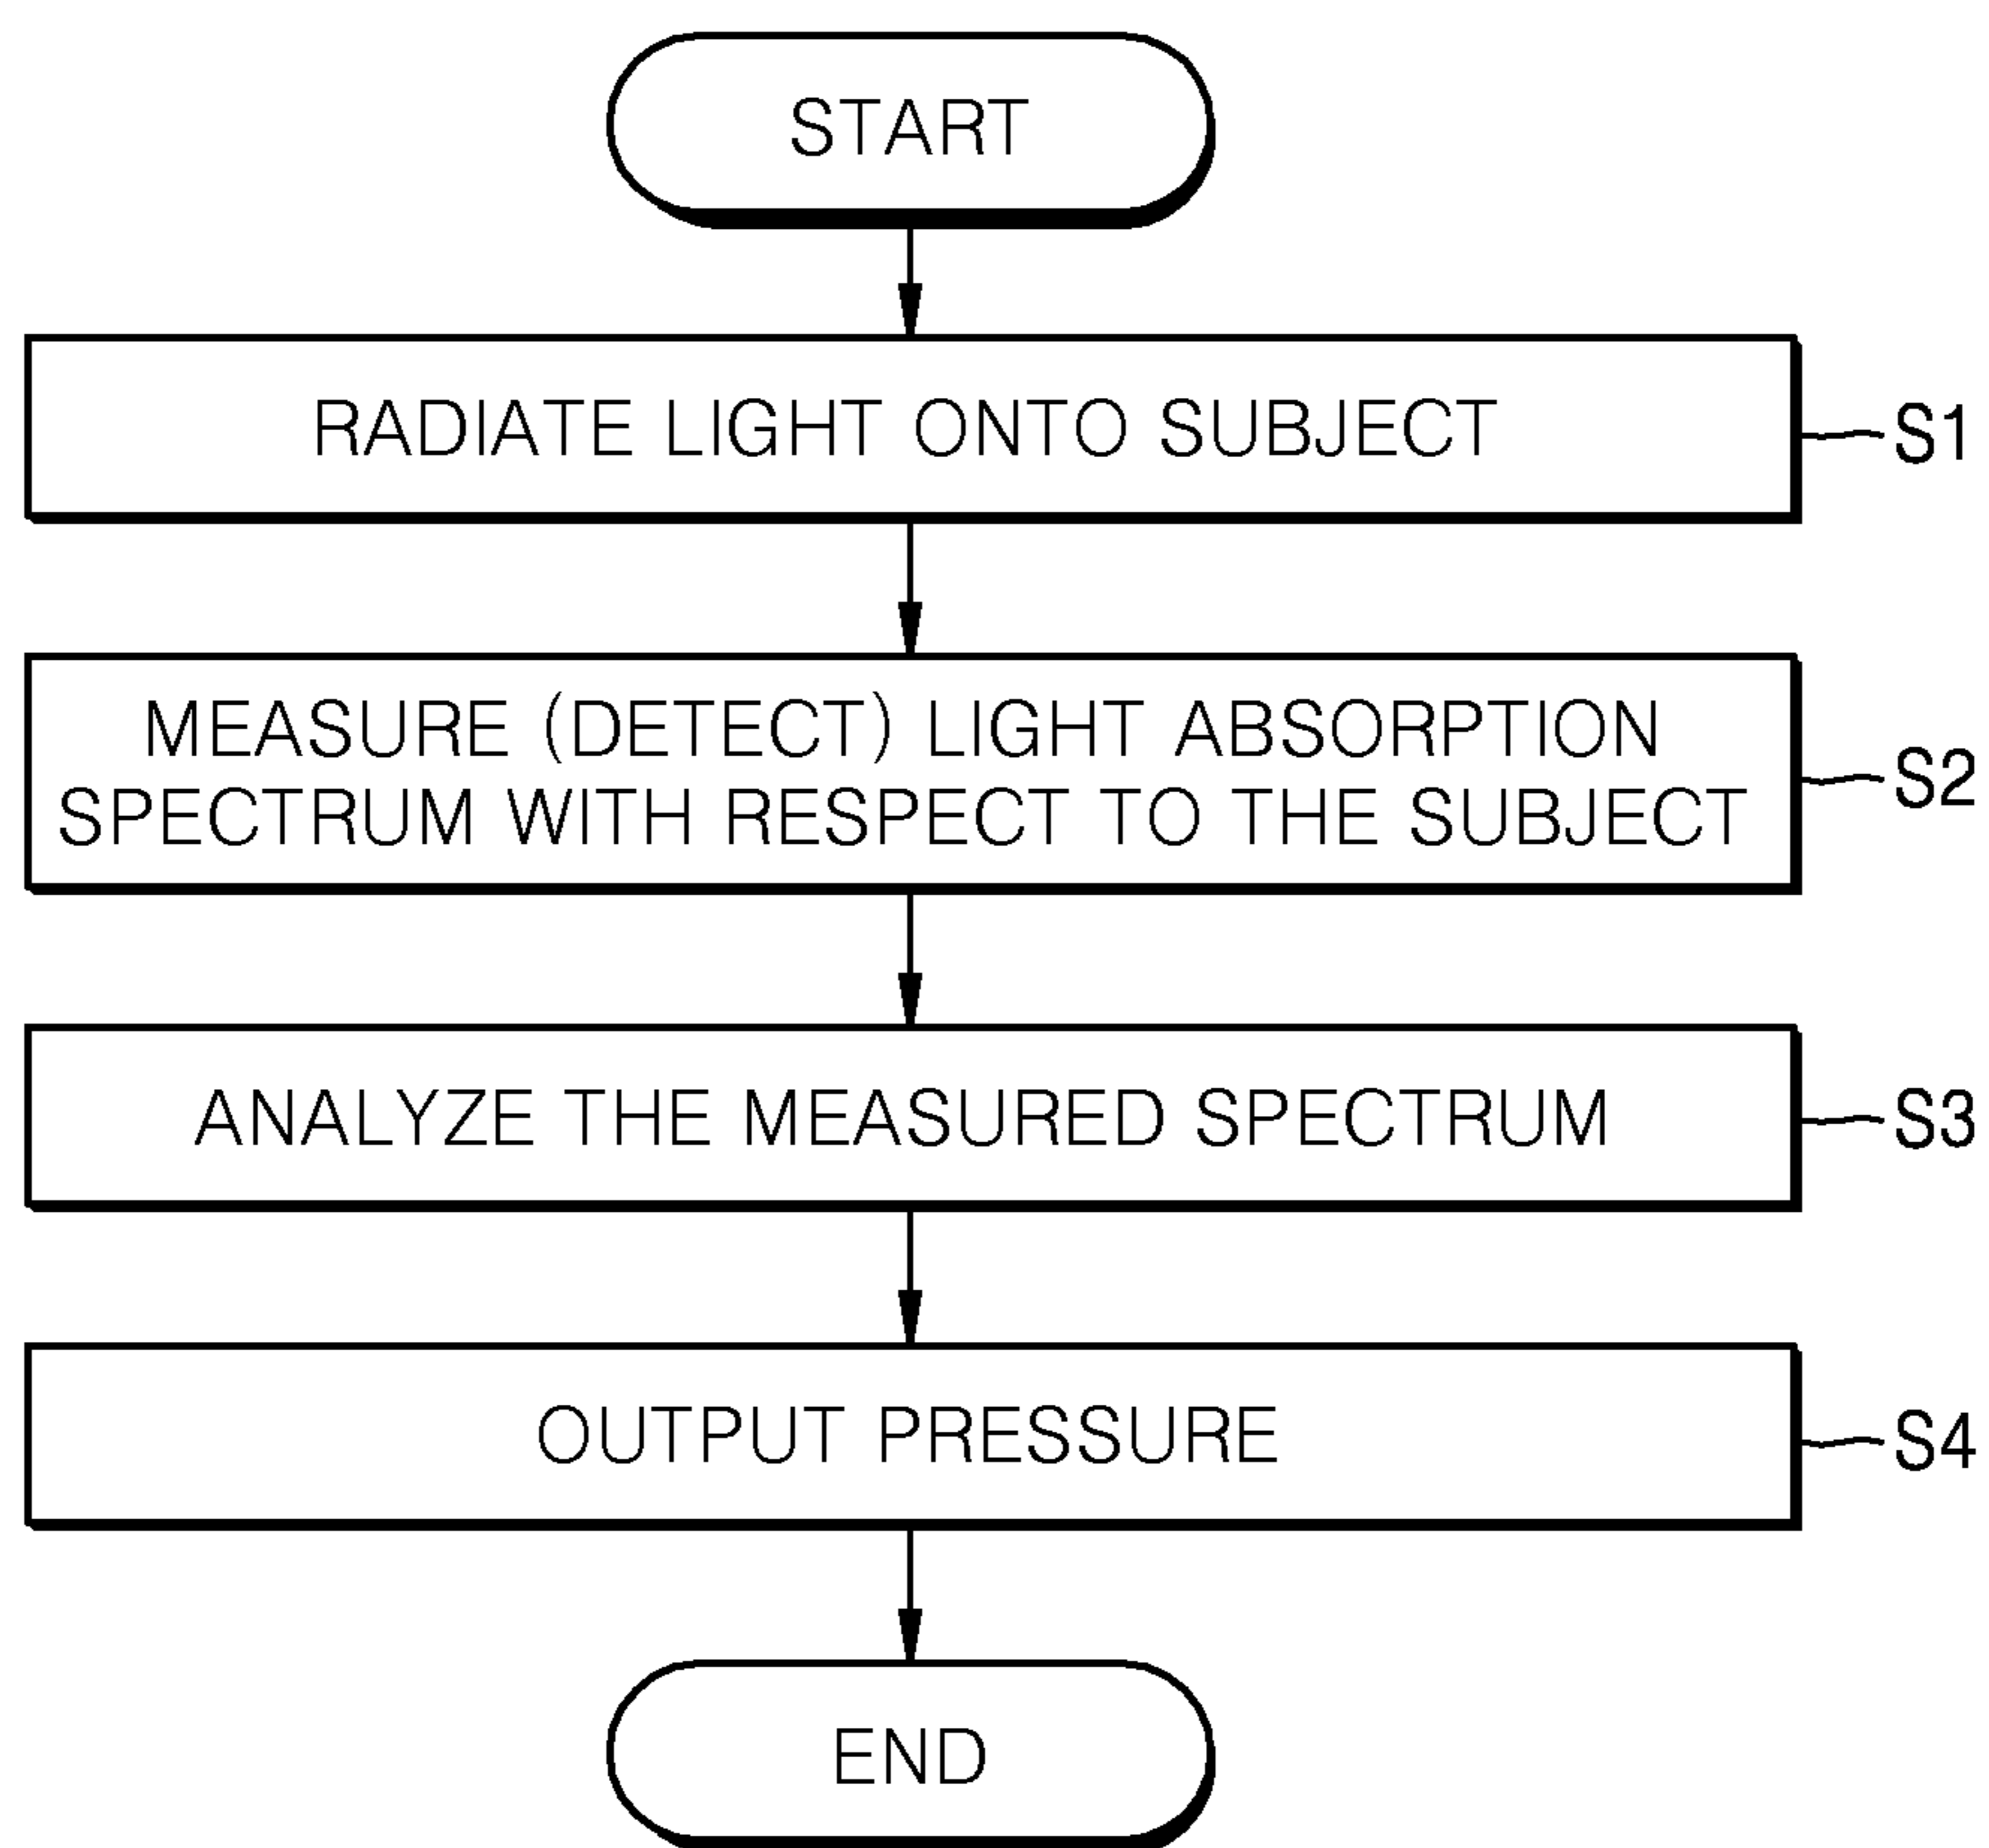 START
RADIATE LIGHT ONTO SUBJECT
S1
MEASURE (DETECT) LIGHT ABSORPTION
SPECTRUM WITH RESPECT TO THE SUBJECT
S2
ANALYZE THE MEASURED SPECTRUM
S3
OUTPUT PRESSURE
S4
END